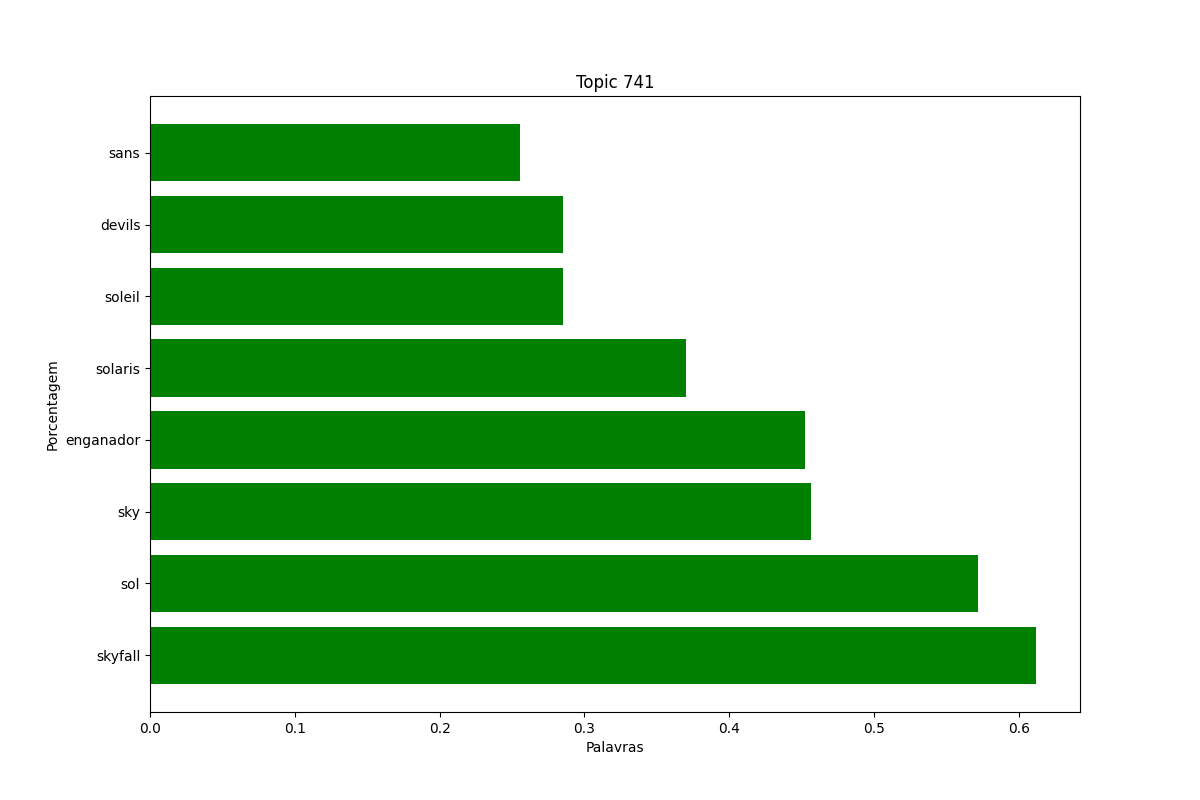 Topic 741
sans
devils
soleil
solaris
enganador
sky
sol
skyfall
Porcentagem
0.0 0.1 0.2 0.3 0.4 0.5 0.6
Palavras